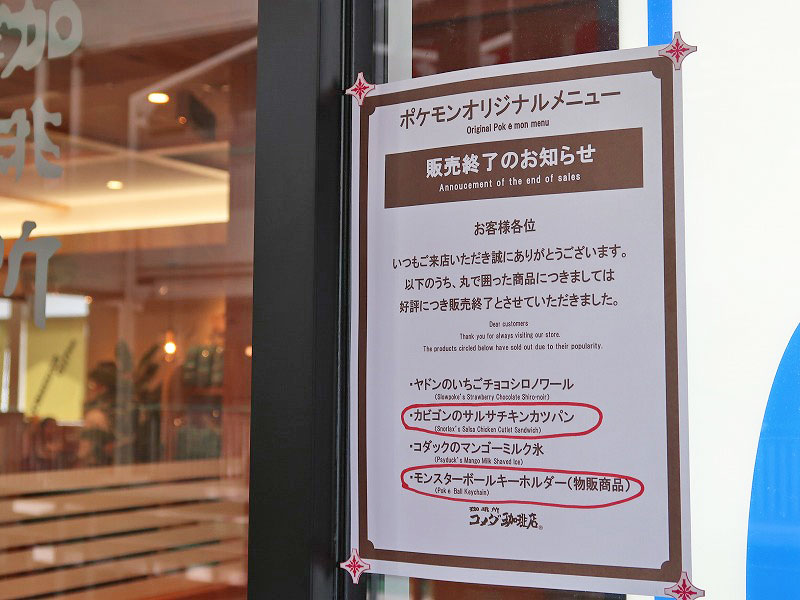 珈
琲
所
ポケモンオリジナルメニュー
Original Pok é mon menu
販売終了のお知らせ
Annoucement of the end of sales
お客様各位
いつもご来店いただき誠にありがとうございます。
以下のうち、丸で囲った商品につきましては
好評につき販売終了とさせていただきました。
Dear customers
Thank you for always visiting our store.
The products circled below have sold out due to their popularity.
・ヤドンのいちごチョコシロノワール
(Slowpoke's Strawberry Chocolate Shiro-noir)
・カビゴンのサルサチキンカツパン
(Snorlax's Salsa Chicken Cutlet Sandwich)
・コダックのマンゴーミルク氷
(Psyduck's Mango Milk Shaved Ice)
・モンスターボールキーホルダー(物販商品)
(Pok e Ball Keychain)
珈琲所
コメダ珈琲店